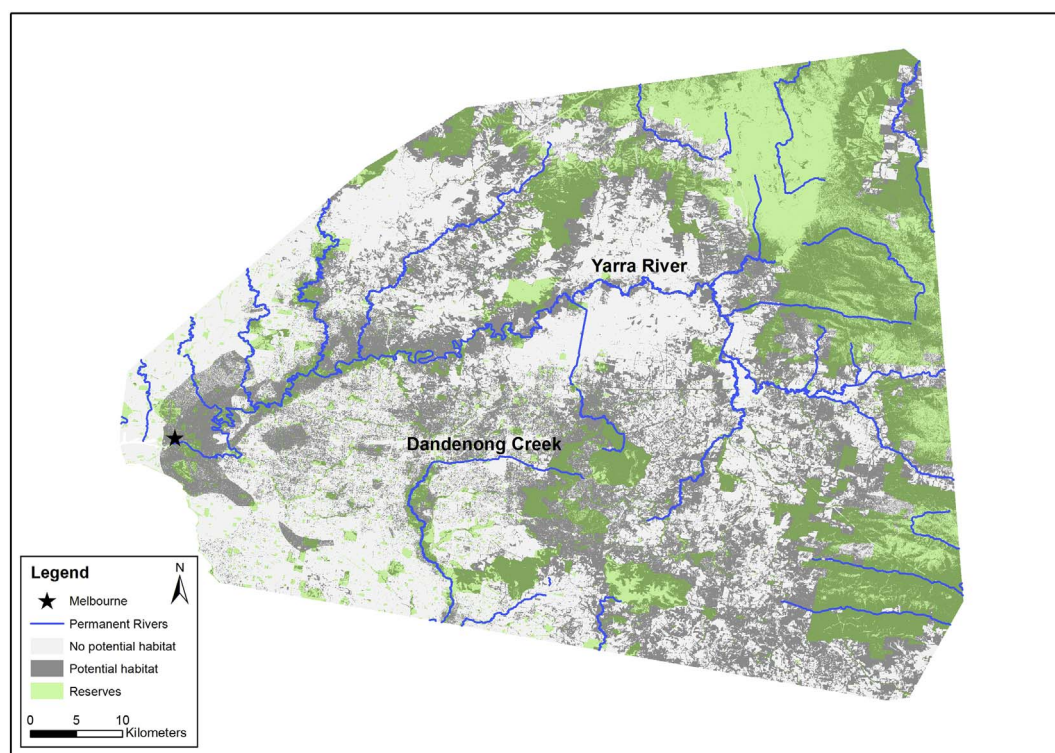 Yarra River
Dandenong Creek
Legend
N
Melbourne
Permanent Rivers
No potential habitat
Potential habitat
Reserves
0 5 10
Kilometers